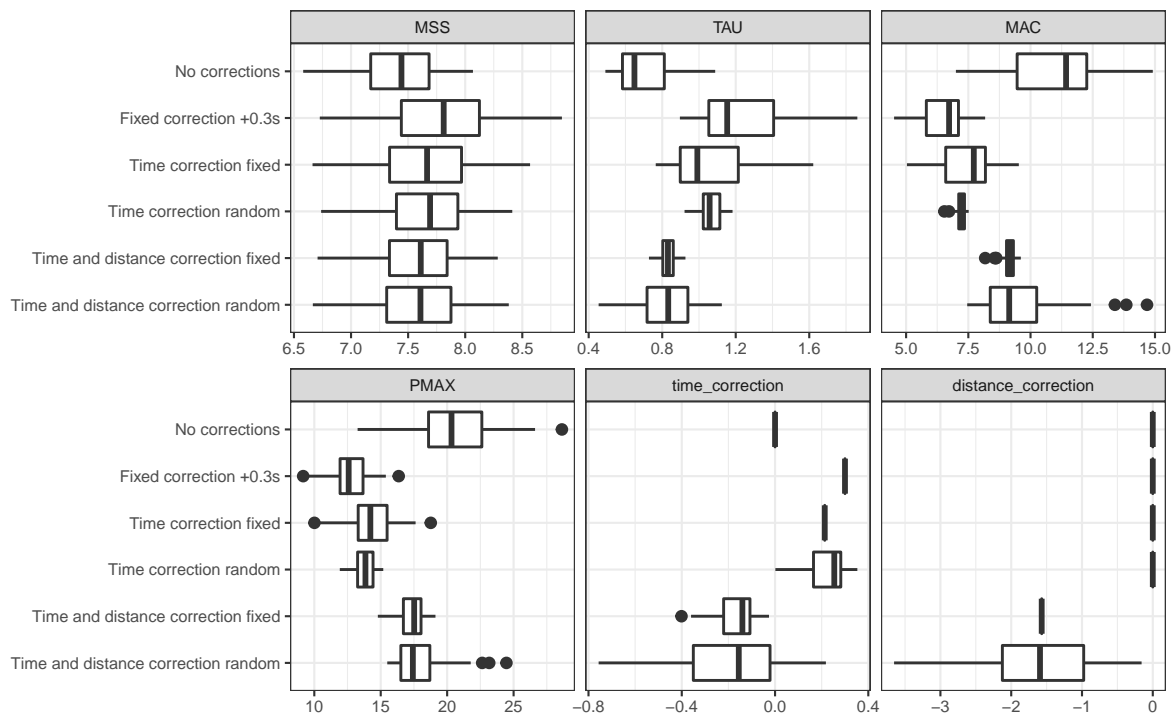 MSS TAU MAC
No corrections
Fixed correction +0.3s
Time correction fixed
Time correction random
Time and distance correction fixed
Time and distance correction random
6.5 7.0 7.5 8.0 8.5 0.4 0.8 1.2 1.6 5.0 7.5 10.0 12.5 15.0
PMAX time_correction distance_correction
No corrections
Fixed correction +0.3s
Time correction fixed
Time correction random
Time and distance correction fixed
Time and distance correction random
10 15 20 25 −0.8 −0.4 0.0 0.4 −3 −2 −1 0